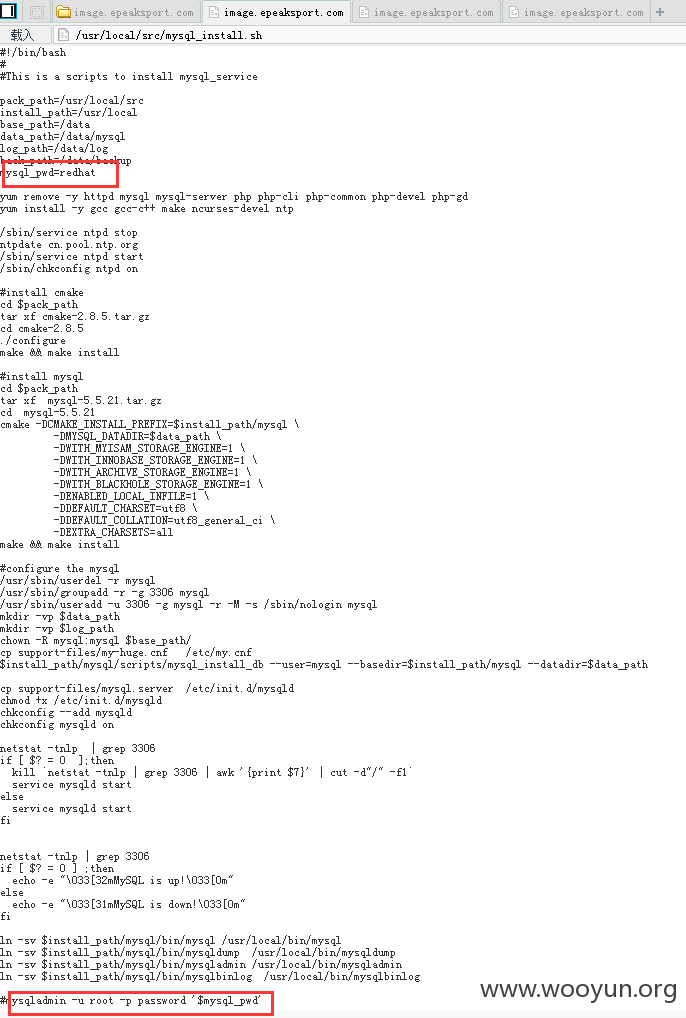 image.epeaksport.com image.epeaksport.com image.epeaksport.com image.epeaksport.com +
载入 /usr/local/src/mysql_install.sh
#!/bin/bash
#
#This is a scripts to install mysql_service
pack_path=/usr/local/src
install_path=/usr/local
base_path=/data
data_path=/data/mysql
log_path=/data/log
back_path=/data/backup
mysql_pwd=redhat
yum remove -y httpd mysql mysql-server php php-cli php-common php-devel php-gd
yum install -y gcc gcc-c++ make ncurses-devel ntp
/sbin/service ntpd stop
ntpdate cn.pool.ntp.org
/sbin/service ntpd start
/sbin/chkconfig ntpd on
#install cmake
cd $pack_path
tar xf cmake-2.8.5.tar.gz
cd cmake-2.8.5
./configure
make && make install
#install mysql
cd $pack_path
tar xf  mysql-5.5.21.tar.gz
cd  mysql-5.5.21
cmake -DCMAKE_INSTALL_PREFIX=$install_path/mysql \
-DMYSQL_DATADIR=$data_path \
-DWITH_MYISAM_STORAGE_ENGINE=1 \
-DWITH_INNOBASE_STORAGE_ENGINE=1 \
-DWITH_ARCHIVE_STORAGE_ENGINE=1 \
-DWITH_BLACKHOLE_STORAGE_ENGINE=1 \
-DENABLED_LOCAL_INFILE=1 \
-DDEFAULT_CHARSET=utf8 \
-DDEFAULT_COLLATION=utf8_general_ci \
-DEXTRA_CHARSETS=all
make && make install
#configure the mysql
/usr/sbin/userdel -r mysql
/usr/sbin/groupadd -r -g 3306 mysql
/usr/sbin/useradd -u 3306 -g mysql -r -M -s /sbin/nologin mysql
mkdir -vp $data_path
mkdir -vp $log_path
chown -R mysql:mysql $base_path/
cp support-files/my-huge.cnf   /etc/my.cnf
$install_path/mysql/scripts/mysql_install_db --user=mysql --basedir=$install_path/mysql --datadir=$data_path
cp support-files/mysql.server  /etc/init.d/mysqld
chmod +x /etc/init.d/mysqld
chkconfig --add mysqld
chkconfig mysqld on
netstat -tnlp  | grep 3306
if [ $? = 0  ];then
kill `netstat -tnlp | grep 3306 | awk '{print $7}' | cut -d"/" -f1`
service mysqld start
else
service mysqld start
fi
netstat -tnlp | grep 3306
if [ $? = 0 ] ;then
echo -e "\033[32mMySQL is up!\033[0m"
else
echo -e "\033[31mMySQL is down!\033[0m"
fi
ln -sv $install_path/mysql/bin/mysql /usr/local/bin/mysql
ln -sv $install_path/mysql/bin/mysqldump  /usr/local/bin/mysqldump
ln -sv $install_path/mysql/bin/mysqladmin /usr/local/bin/mysqladmin
ln -sv $install_path/mysql/bin/mysqlbinlog  /usr/local/bin/mysqlbinlog
#mysqladmin -u root -p password '$mysql_pwd'
www.wooyun.org